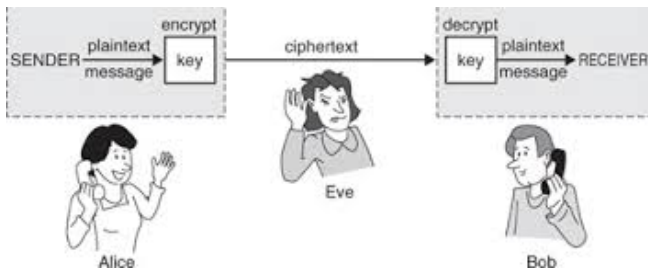 encrypt
decrypt
SENDER plaintext message key ciphertext key plaintext message RECEIVER
Eve
Alice
Bob